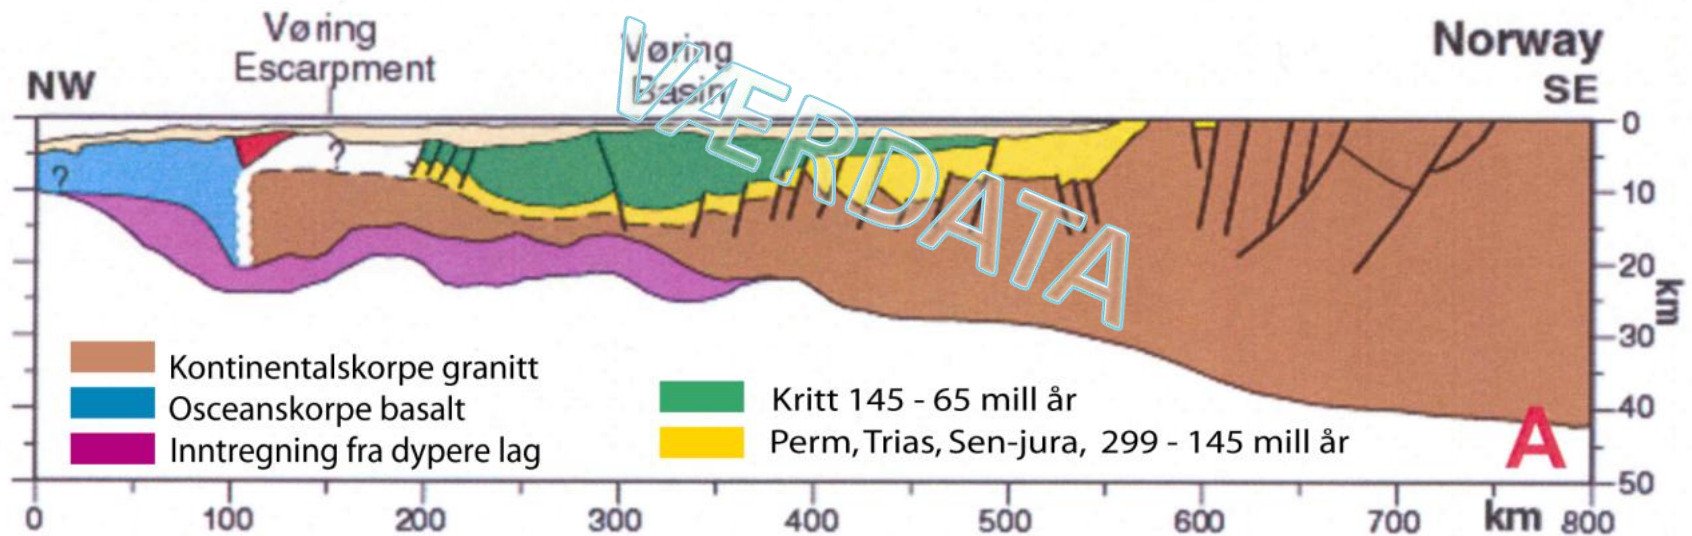 Vøring
Escarpment
Vøring
Basin
Norway
NW
SE
VÆRDATA
?
?
0
10
20
30
40
50
km
Kontinentalskorpe granitt
Osceanskorpe basalt
Inntregning fra dypere lag
Kritt 145 - 65 mill år
Perm, Trias, Sen-jura, 299 - 145 mill år
A
0 100 200 300 400 500 600 700 km 800